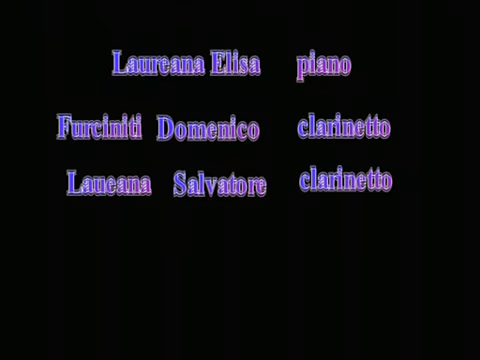 Laureana Elisa piano
Furciniti Domenico clarinetto
Laueana Salvatore clarinetto